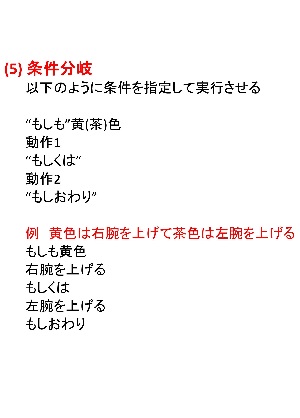 (5) 条件分岐
以下のように条件を指定して実行させる
“もしも”黄(茶)色
動作1
“もしくは“
動作2
“もしおわり”
例　黄色は右腕を上げて茶色は左腕を上げる
もしも黄色
右腕を上げる
もしくは
左腕を上げる
もしおわり